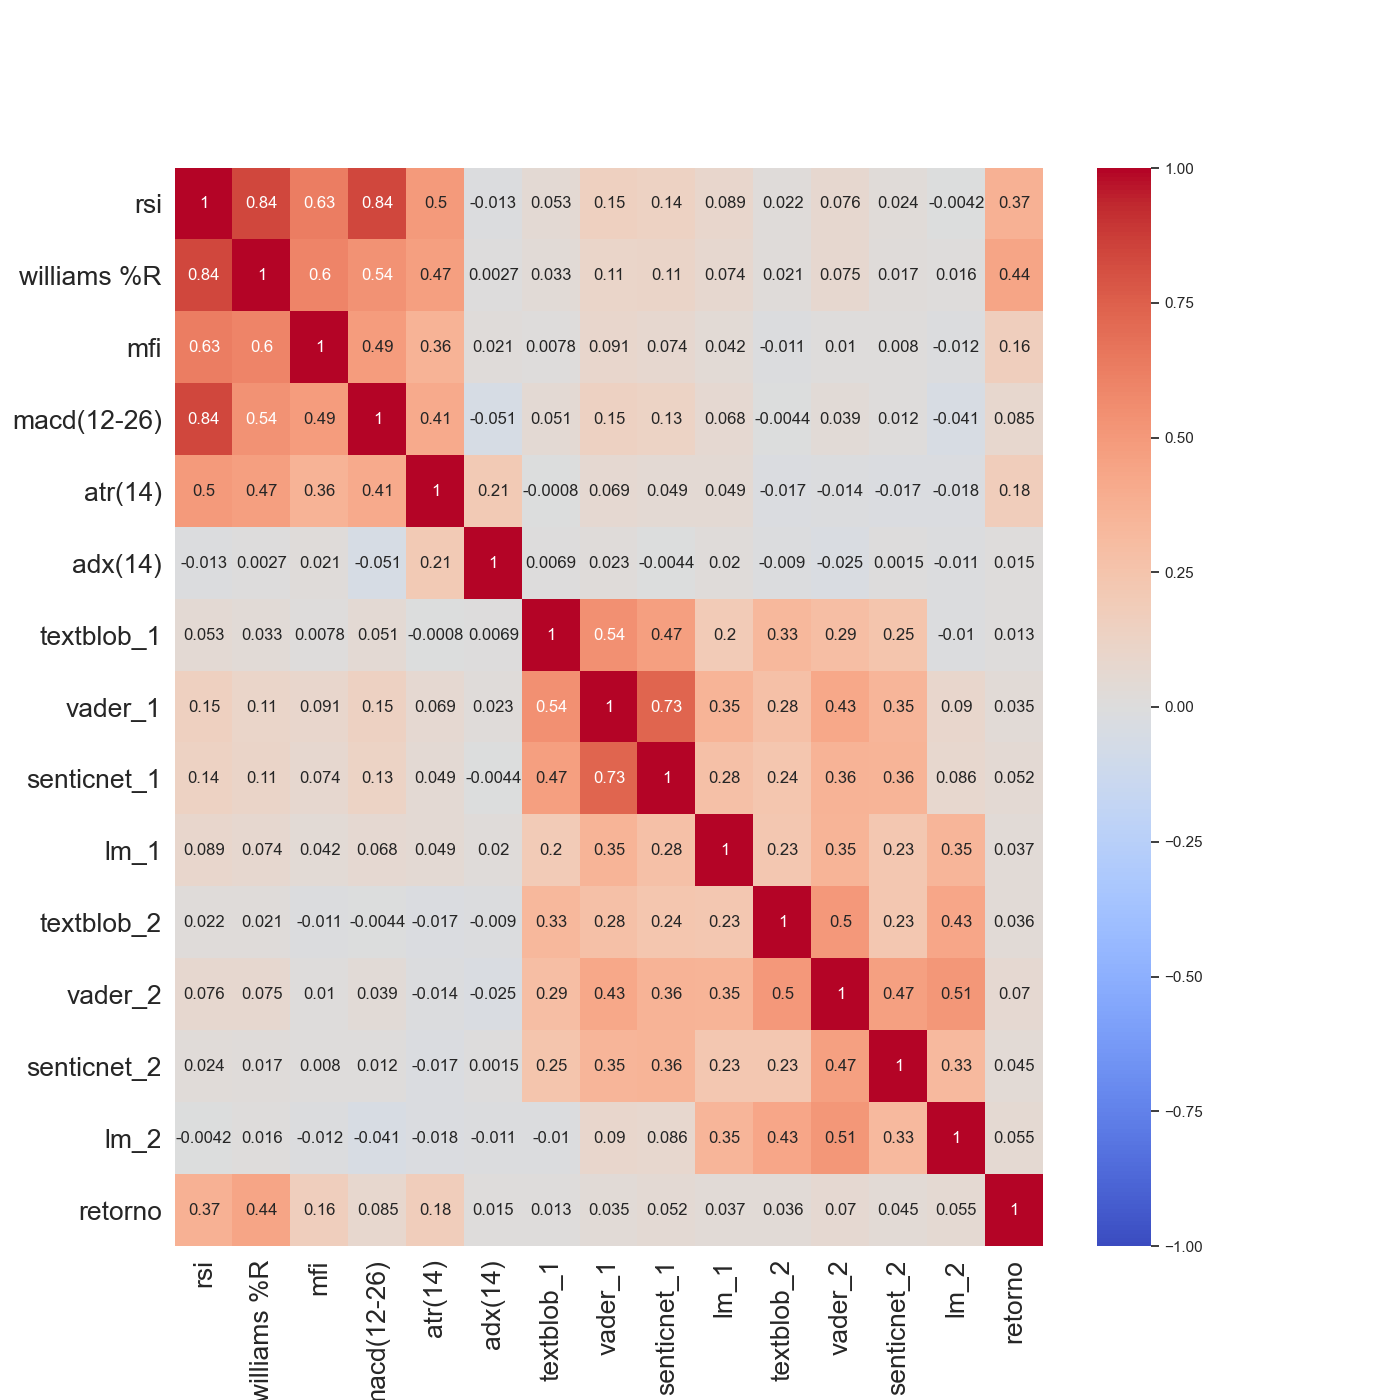 rsi 1 0.84 0.63 0.84 0.5 -0.013 0.053 0.15 0.14 0.089 0.022 0.076 0.024 -0.0042 0.37
williams %R 0.84 1 0.6 0.54 0.47 0.0027 0.033 0.11 0.11 0.074 0.021 0.075 0.017 0.016 0.44
mfi 0.63 0.6 1 0.49 0.36 0.021 0.0078 0.091 0.074 0.042 -0.011 0.01 0.008 -0.012 0.16
macd(12-26) 0.84 0.54 0.49 1 0.41 -0.051 0.051 0.15 0.13 0.068 -0.0044 0.039 0.012 -0.041 0.085
atr(14) 0.5 0.47 0.36 0.41 1 0.21 -0.0008 0.069 0.049 0.049 -0.017 -0.014 -0.017 -0.018 0.18
adx(14) -0.013 0.0027 0.021 -0.051 0.21 1 0.0069 0.023 -0.0044 0.02 -0.009 -0.025 0.0015 -0.011 0.015
textblob_1 0.053 0.033 0.0078 0.051 -0.0008 0.0069 1 0.54 0.47 0.2 0.33 0.29 0.25 -0.01 0.013
vader_1 0.15 0.11 0.091 0.15 0.069 0.023 0.54 1 0.73 0.35 0.28 0.43 0.35 0.09 0.035
senticnet_1 0.14 0.11 0.074 0.13 0.049 -0.0044 0.47 0.73 1 0.28 0.24 0.36 0.36 0.086 0.052
lm_1 0.089 0.074 0.042 0.068 0.049 0.02 0.2 0.35 0.28 1 0.23 0.35 0.23 0.35 0.037
textblob_2 0.022 0.021 -0.011 -0.0044 -0.017 -0.009 0.33 0.28 0.24 0.23 1 0.5 0.23 0.43 0.036
vader_2 0.076 0.075 0.01 0.039 -0.014 -0.025 0.29 0.43 0.36 0.35 0.5 1 0.47 0.51 0.07
senticnet_2 0.024 0.017 0.008 0.012 -0.017 0.0015 0.25 0.35 0.36 0.23 0.23 0.47 1 0.33 0.045
lm_2 -0.0042 0.016 -0.012 -0.041 -0.018 -0.011 -0.01 0.09 0.086 0.35 0.43 0.51 0.33 1 0.055
retorno 0.37 0.44 0.16 0.085 0.18 0.015 0.013 0.035 0.052 0.037 0.036 0.07 0.045 0.055 1
rsi
williams %R
mfi
macd(12-26)
atr(14)
adx(14)
textblob_1
vader_1
senticnet_1
lm_1
textblob_2
vader_2
senticnet_2
lm_2
retorno
1.00
0.75
0.50
0.25
0.00
−0.25
−0.50
−0.75
−1.00